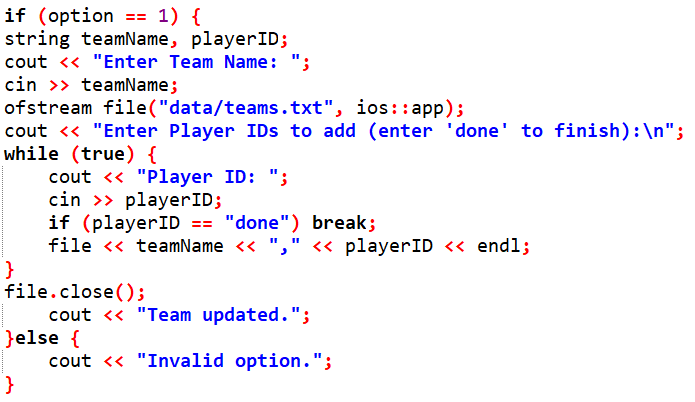 if (option == 1) {
string teamName, playerID;
cout << "Enter Team Name: ";
cin >> teamName;
ofstream file("data/teams.txt", ios::app);
cout << "Enter Player IDs to add (enter 'done' to finish):\n";
while (true) {
    cout << "Player ID: ";
    cin >> playerID;
    if (playerID == "done") break;
    file << teamName << "," << playerID << endl;
}
file.close();
    cout << "Team updated.";
}else {
    cout << "Invalid option.";
}